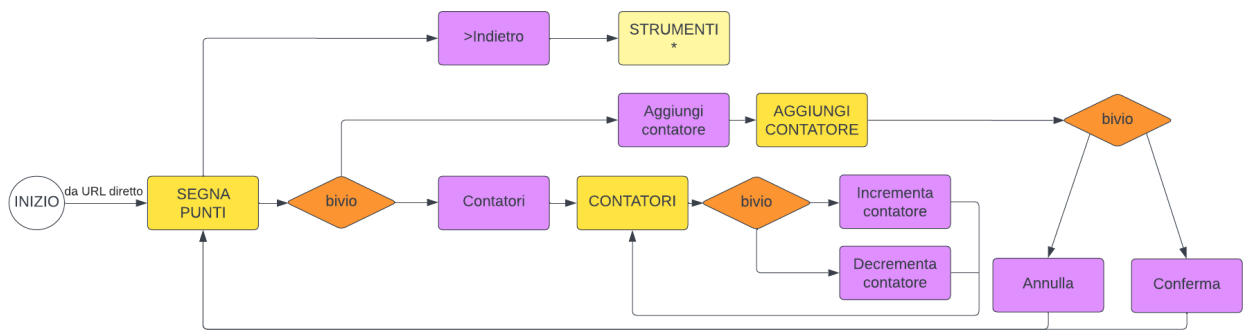 >Indietro
STRUMENTI
*
Aggiungi
contatore
AGGIUNGI
CONTATORE
bivio
INIZIO
da URL diretto
SEGNA
PUNTI
bivio
Contatori
CONTATORI
bivio
Incrementa
contatore
Decrementa
contatore
Annulla
Conferma